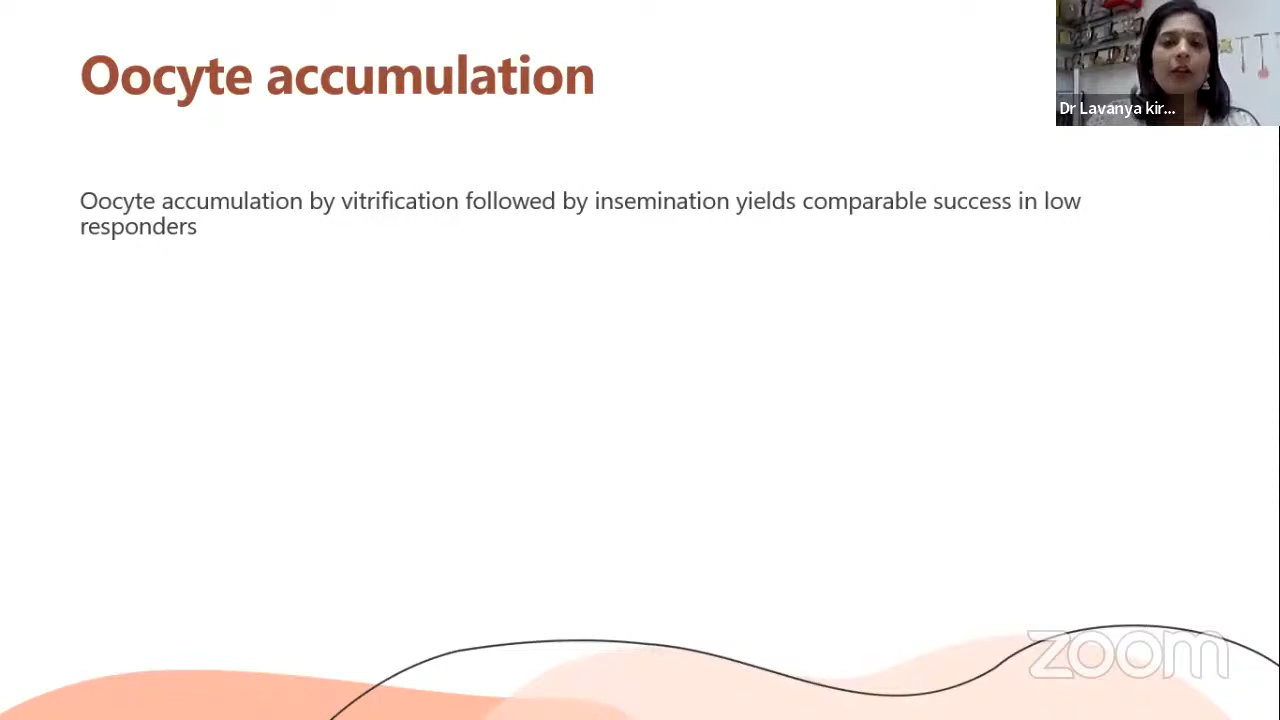 Oocyte accumulation
Dr Lavanya kir...
Oocyte accumulation by vitrification followed by insemination yields comparable success in low
responders
zoom